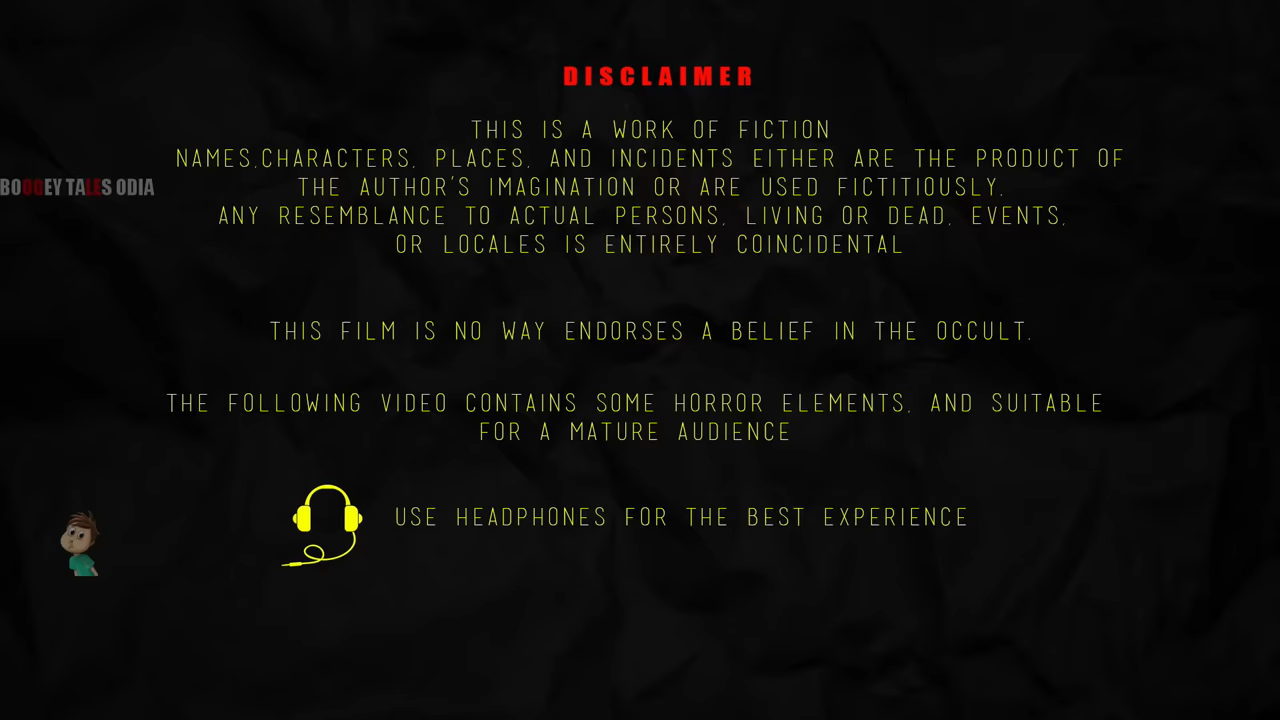 DISCLAIMER
THIS IS A WORK OF FICTION
NAMES,CHARACTERS, PLACES, AND INCIDENTS EITHER ARE THE PRODUCT OF
THE AUTHOR'S IMAGINATION OR ARE USED FICTITIOUSLY.
ANY RESEMBLANCE TO ACTUAL PERSONS, LIVING OR DEAD, EVENTS,
OR LOCALES IS ENTIRELY COINCIDENTAL
BOOGEY TALES ODIA
THIS FILM IS NO WAY ENDORSES A BELIEF IN THE OCCULT.
THE FOLLOWING VIDEO CONTAINS SOME HORROR ELEMENTS, AND SUITABLE
FOR A MATURE AUDIENCE
USE HEADPHONES FOR THE BEST EXPERIENCE